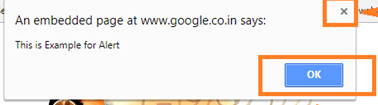 An embedded page at www.google.co.in says:
This is Example for Alert
OK